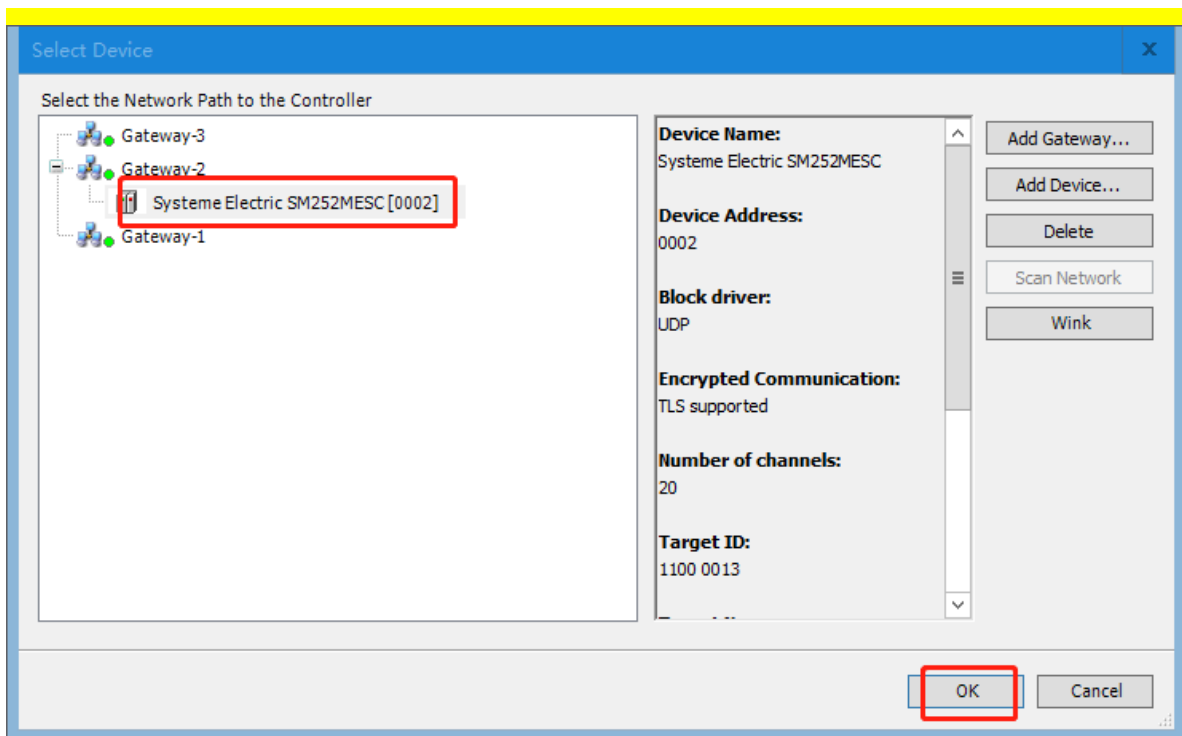 Select Device
Select the Network Path to the Controller
Gateway-3
Gateway-2
Systeme Electric SM252MESC [0002]
Gateway-1
Device Name:
Systeme Electric SM252MESC
Device Address:
0002
Block driver:
UDP
Encrypted Communication:
TLS supported
Number of channels:
20
Target ID:
1100 0013
Add Gateway...
Add Device...
Delete
Scan Network
Wink
OK
Cancel